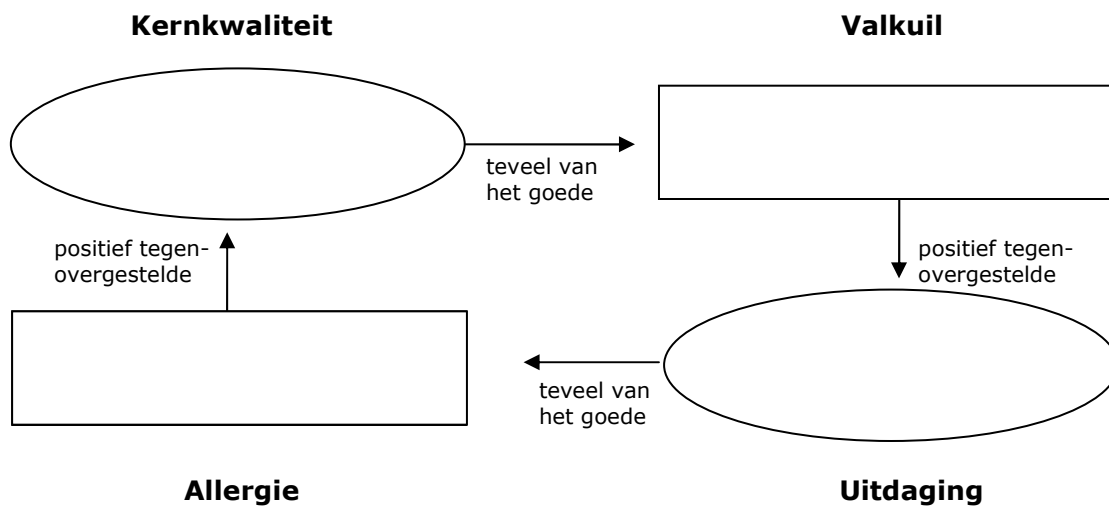 Kernkwaliteit
Valkuil
teveel van
het goede
positief tegen-
overgestelde
positief tegen-
overgestelde
teveel van
het goede
Allergie
Uitdaging